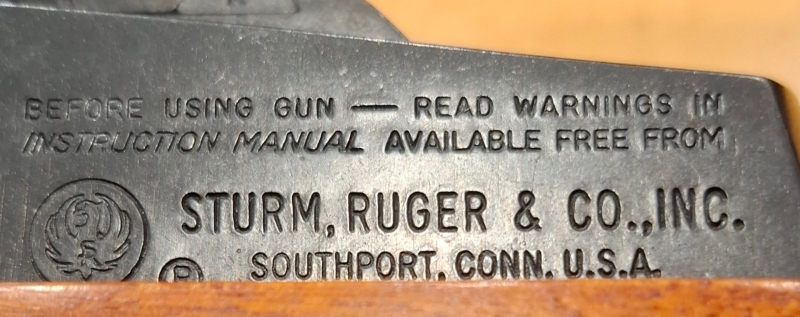 BEFORE USING GUN — READ WARNINGS IN
INSTRUCTION MANUAL AVAILABLE FREE FROM
STURM, RUGER & CO., INC.
® SOUTHPORT, CONN. U.S.A.